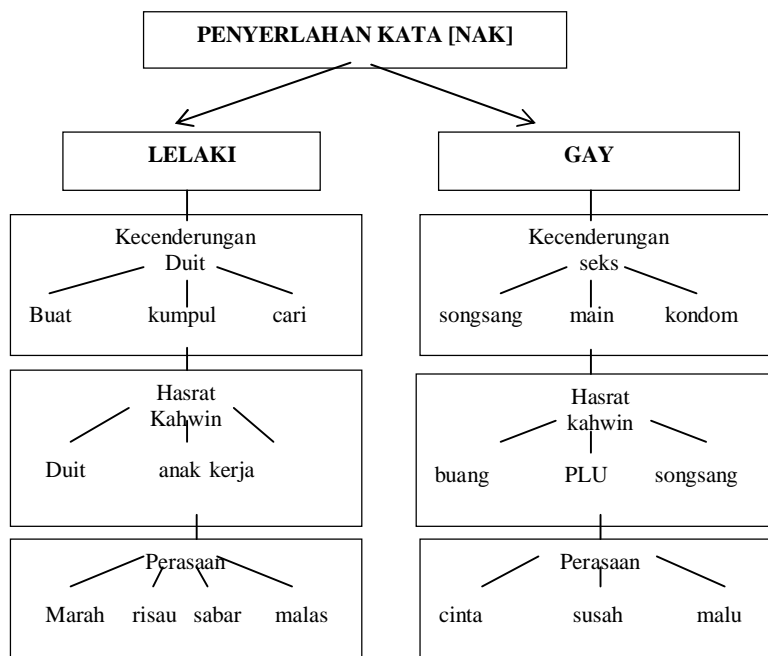 PENYERLAHAN KATA [NAK]
LELAKI
Kecenderungan
Duit
Buat kumpul cari
Hasrat
Kahwin
Duit anak kerja
Perasaan
Marah risau sabar malas
GAY
Kecenderungan
seks
songsang main kondom
Hasrat
kahwin
buang PLU songsang
Perasaan
cinta susah malu